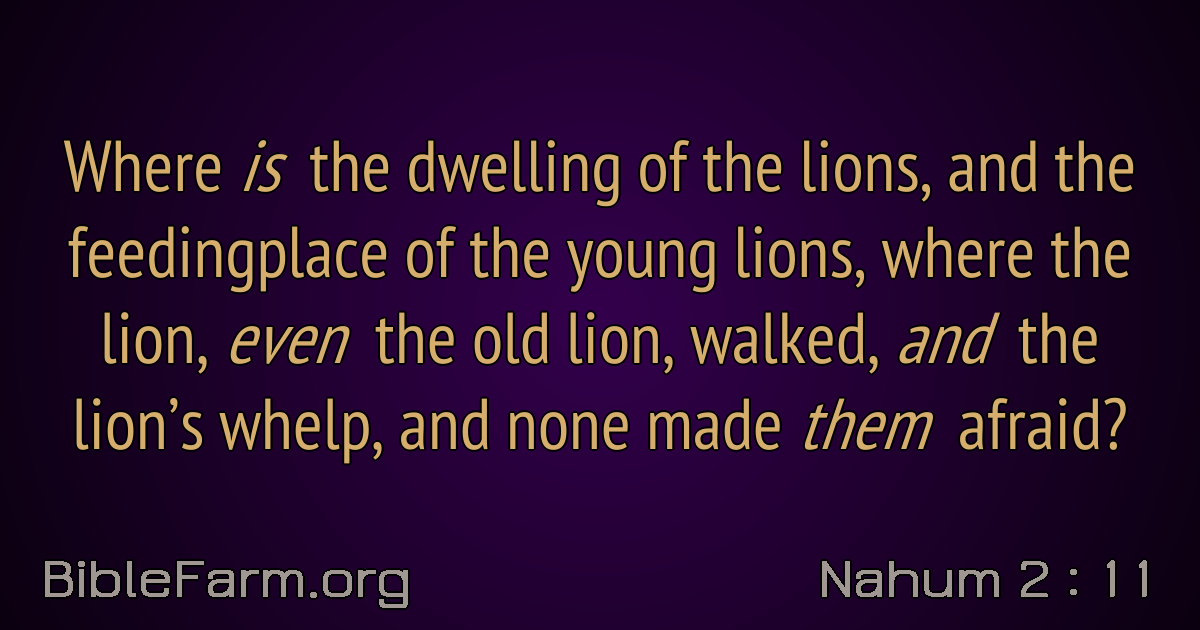 Where is the dwelling of the lions, and the
feedingplace of the young lions, where the
lion, even the old lion, walked, and the
lion’s whelp, and none made them afraid?
BibleFarm.org
Nahum 2 : 11